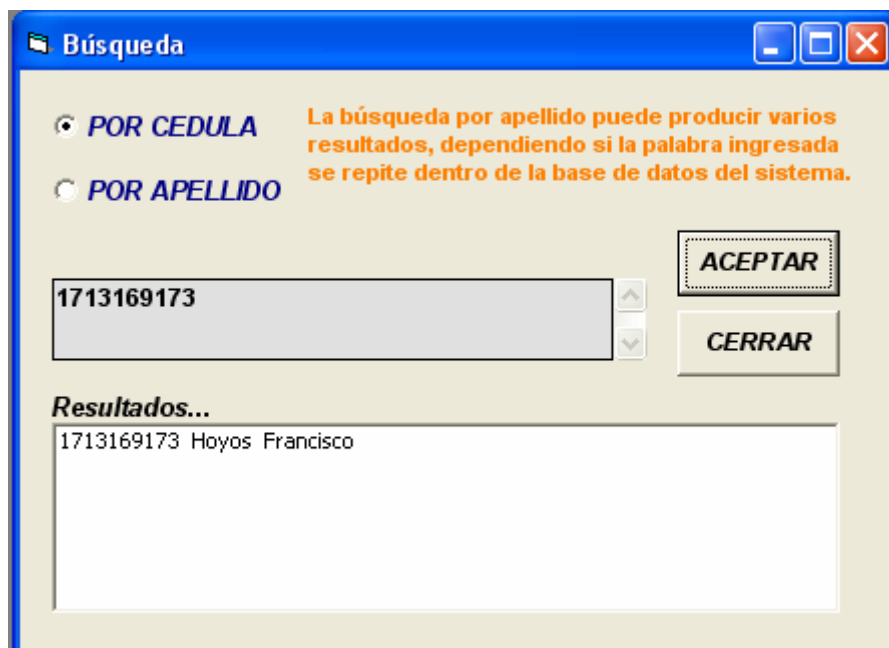 Búsqueda
POR CEDULA
POR APELLIDO
La búsqueda por apellido puede producir varios
resultados, dependiendo si la palabra ingresada
se repite dentro de la base de datos del sistema.
ACEPTAR
1713169173
CERRAR
Resultados...
1713169173 Hoyos Francisco